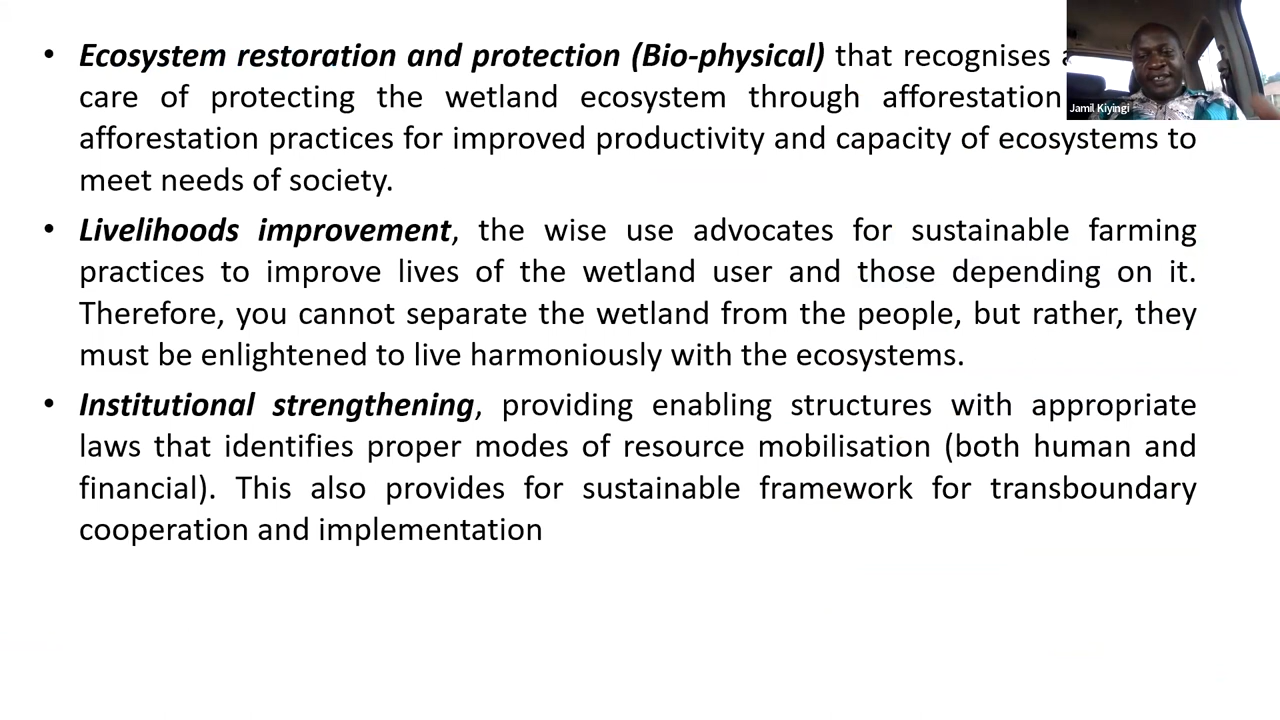 • Ecosystem restoration and protection (Bio-physical) that recognises
care of protecting the wetland ecosystem through afforestation
afforestation practices for improved productivity and capacity of ecosystems to
meet needs of society.
• Livelihoods improvement, the wise use advocates for sustainable farming
practices to improve lives of the wetland user and those depending on it.
Therefore, you cannot separate the wetland from the people, but rather, they
must be enlightened to live harmoniously with the ecosystems.
• Institutional strengthening, providing enabling structures with appropriate
laws that identifies proper modes of resource mobilisation (both human and
financial). This also provides for sustainable framework for transboundary
cooperation and implementation
Jamil Kiyingi